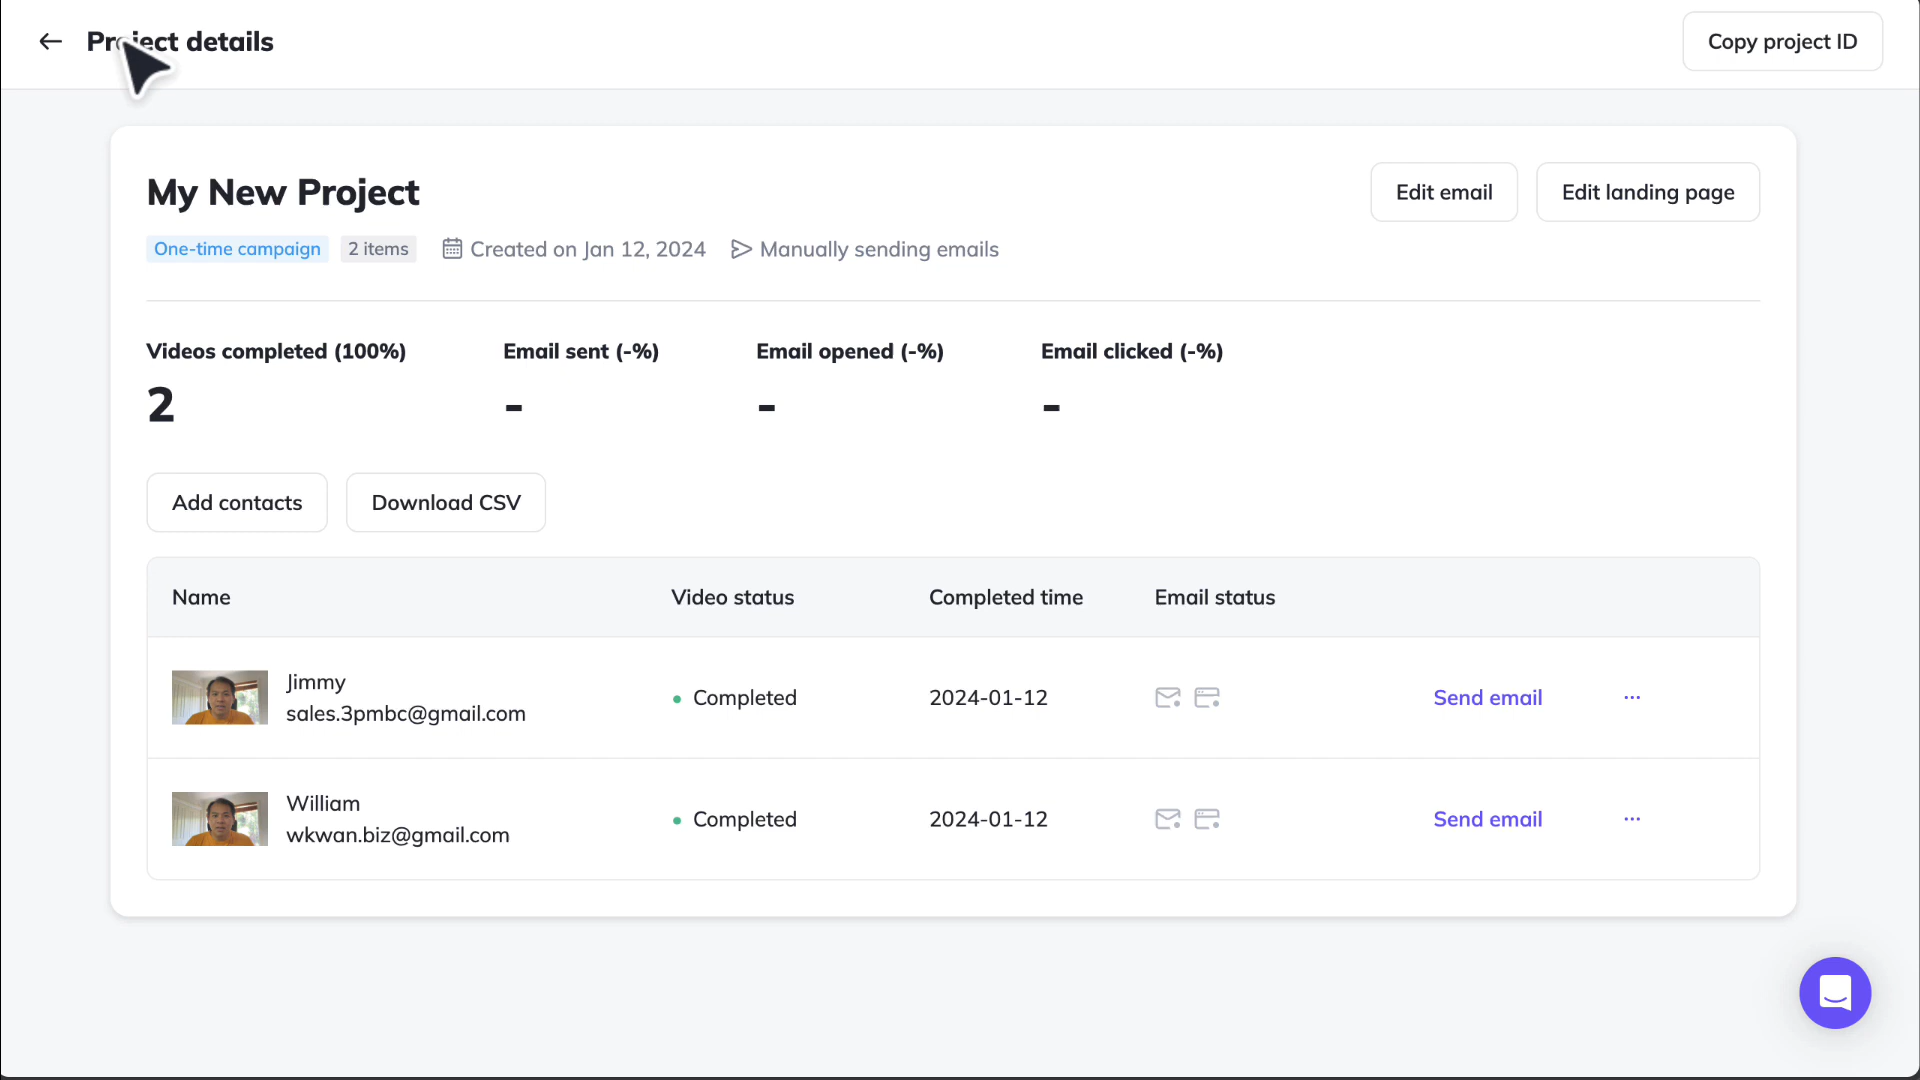 Project details
Copy project ID
My New Project
Edit email
Edit landing page
One-time campaign
2 items
Created on Jan 12, 2024
Manually sending emails
Videos completed (100%)
Email sent (-%)
Email opened (-%)
Email clicked (-%)
2
-
-
-
Add contacts
Download CSV
Name
Video status
Completed time
Email status
Jimmy
sales.3pmbc@gmail.com
Completed
2024-01-12
Send email
William
wkwan.biz@gmail.com
Completed
2024-01-12
Send email